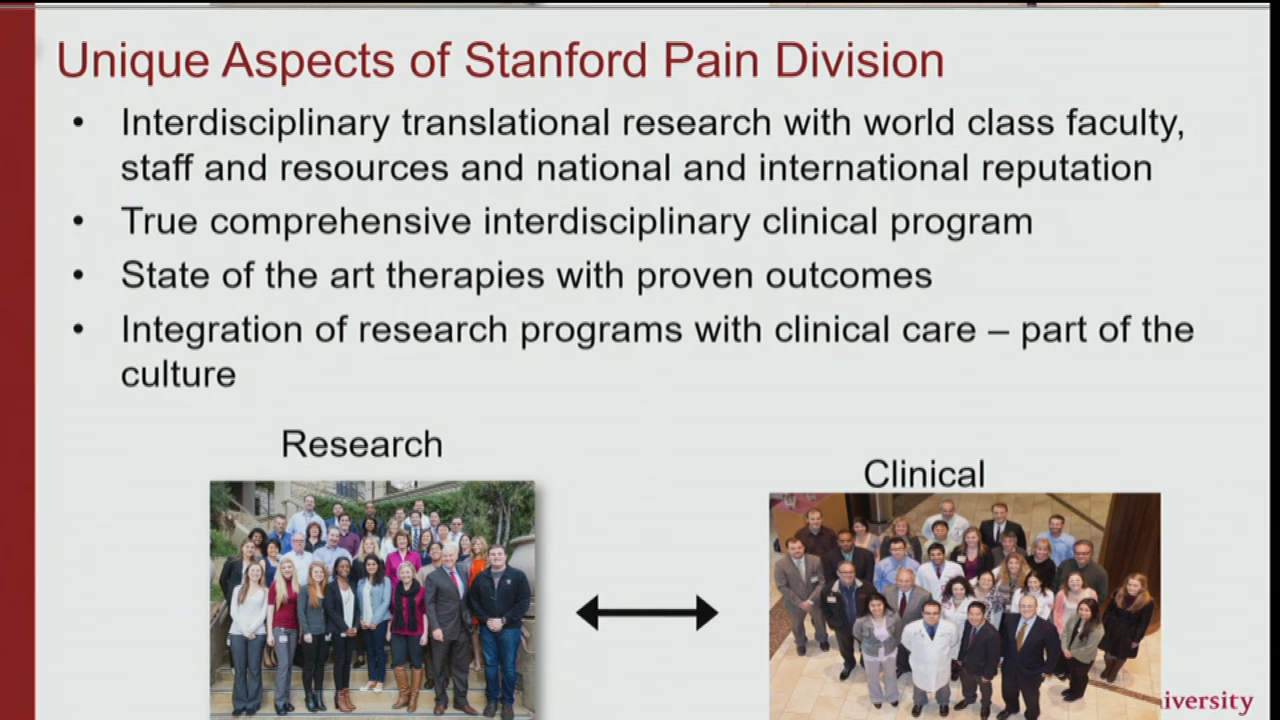 Unique Aspects of Stanford Pain Division
• Interdisciplinary translational research with world class faculty,
staff and resources and national and international reputation
• True comprehensive interdisciplinary clinical program
• State of the art therapies with proven outcomes
• Integration of research programs with clinical care – part of the
culture
Research
Clinical
iversity